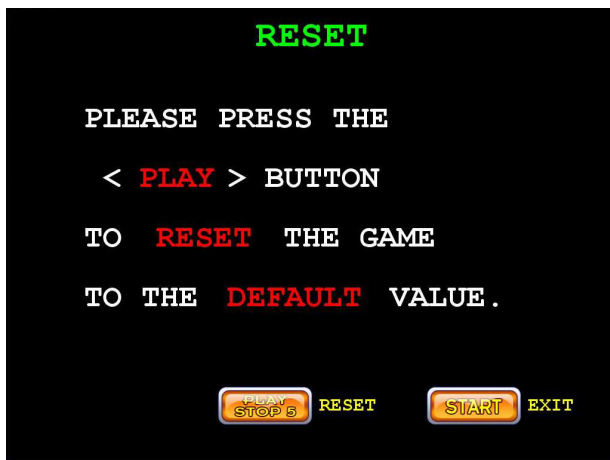 RESET
PLEASE PRESS THE
< PLAY > BUTTON
TO RESET THE GAME
TO THE DEFAULT VALUE.
PLAY
STOP 5 RESET START EXIT